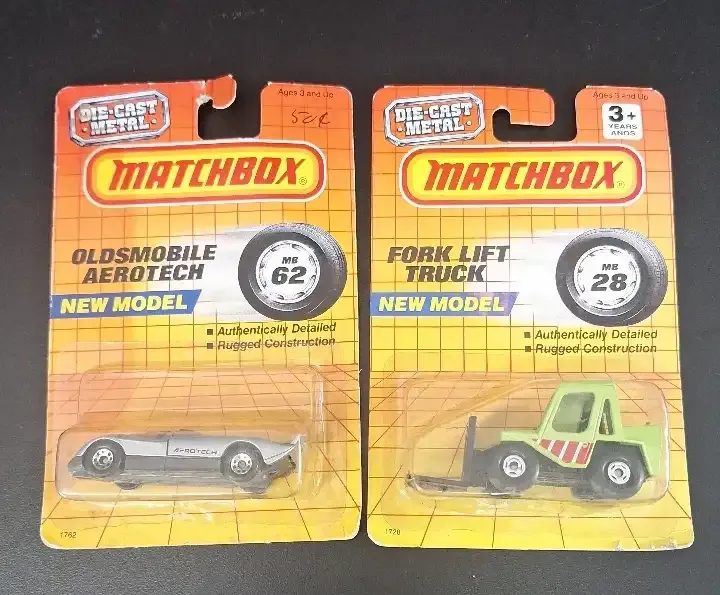 DIE-CAST
METAL
Ages 3 and Up
MATCHBOX®
OLDSMOBILE
AEROTECH
MB
62
NEW MODEL
■ Authentically Detailed
■ Rugged Construction
AEROTECH
1762
DIE-CAST
METAL
Ages 3 and Up
3+
YEARS
ANOS
MATCHBOX®
FORK LIFT
TRUCK
MB
28
NEW MODEL
■ Authentically Detailed
■ Rugged Construction
1728